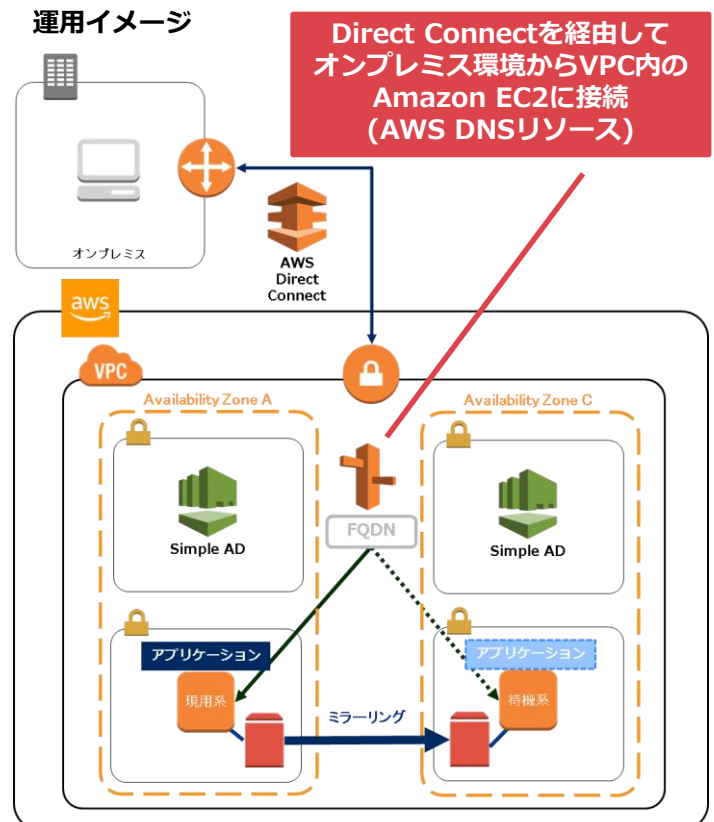 運用イメージ
Direct Connectを経由して
オンプレミス環境からVPC内の
Amazon EC2に接続
(AWS DNSリソース)
オンプレミス
AWS
Direct
Connect
aws
VPC
Availability Zone A
Availability Zone C
Simple AD
FQDN
Simple AD
アプリケーション
アプリケーション
現用系
待機系
ミラーリング